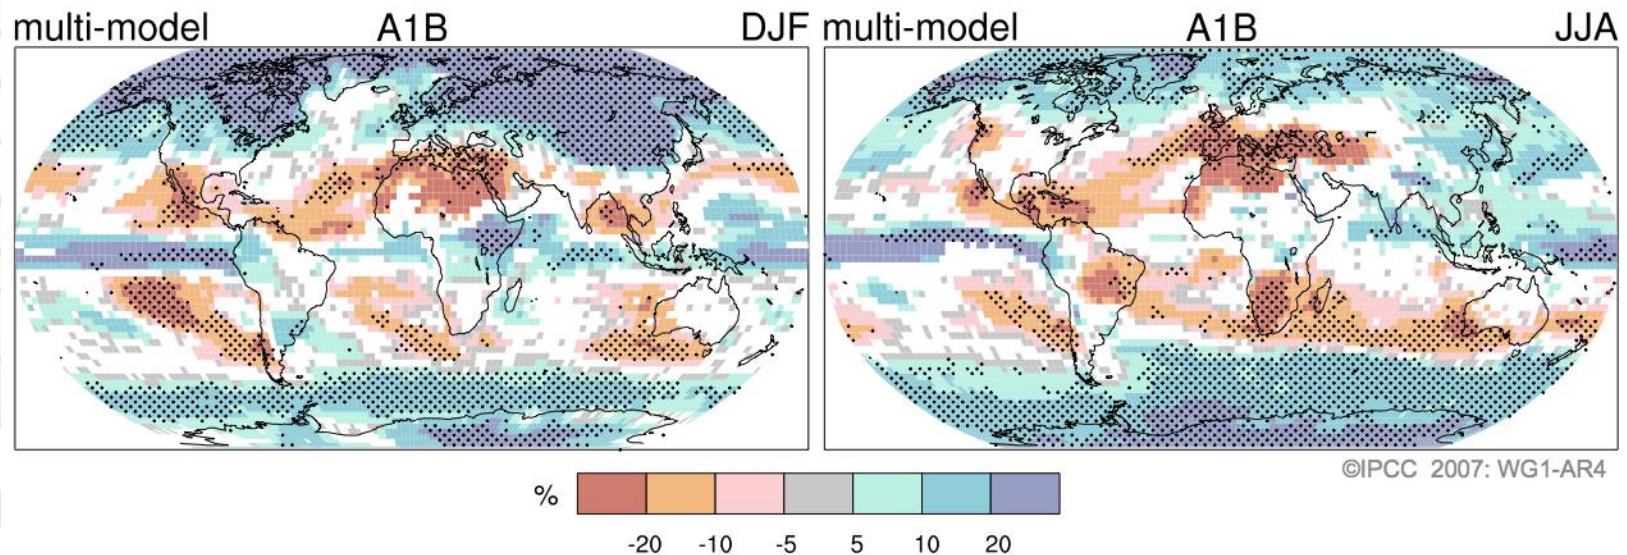 multi-model A1B DJF
multi-model A1B JJA
©IPCC 2007: WG1-AR4
%
-20 -10 -5 5 10 20